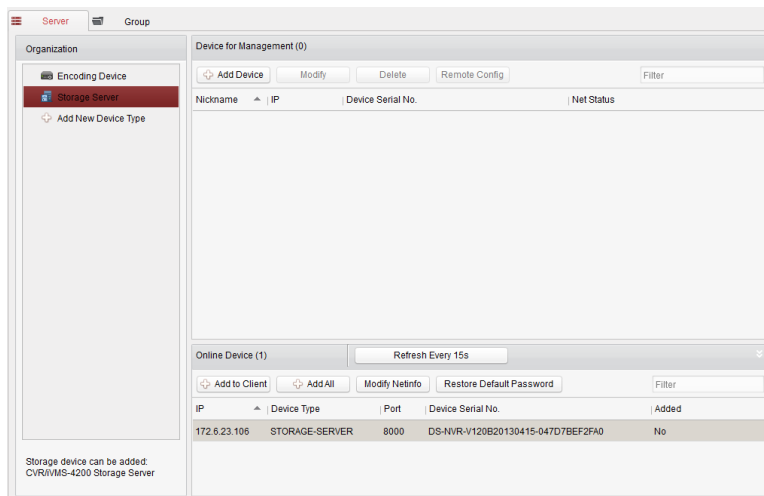 Server Group
Organization
Encoding Device
Storage Server
Add New Device Type
Storage device can be added:
CVR/iVMS-4200 Storage Server
Device for Management (0)
Add Device Modify Delete Remote Config Filter
Nickname IP Device Serial No. Net Status
Online Device (1) Refresh Every 15s
Add to Client Add All Modify Netinfo Restore Default Password Filter
IP Device Type Port Device Serial No. Added
172.6.23.106 STORAGE-SERVER 8000 DS-NVR-V120B20130415-047D7BEF2FA0 No